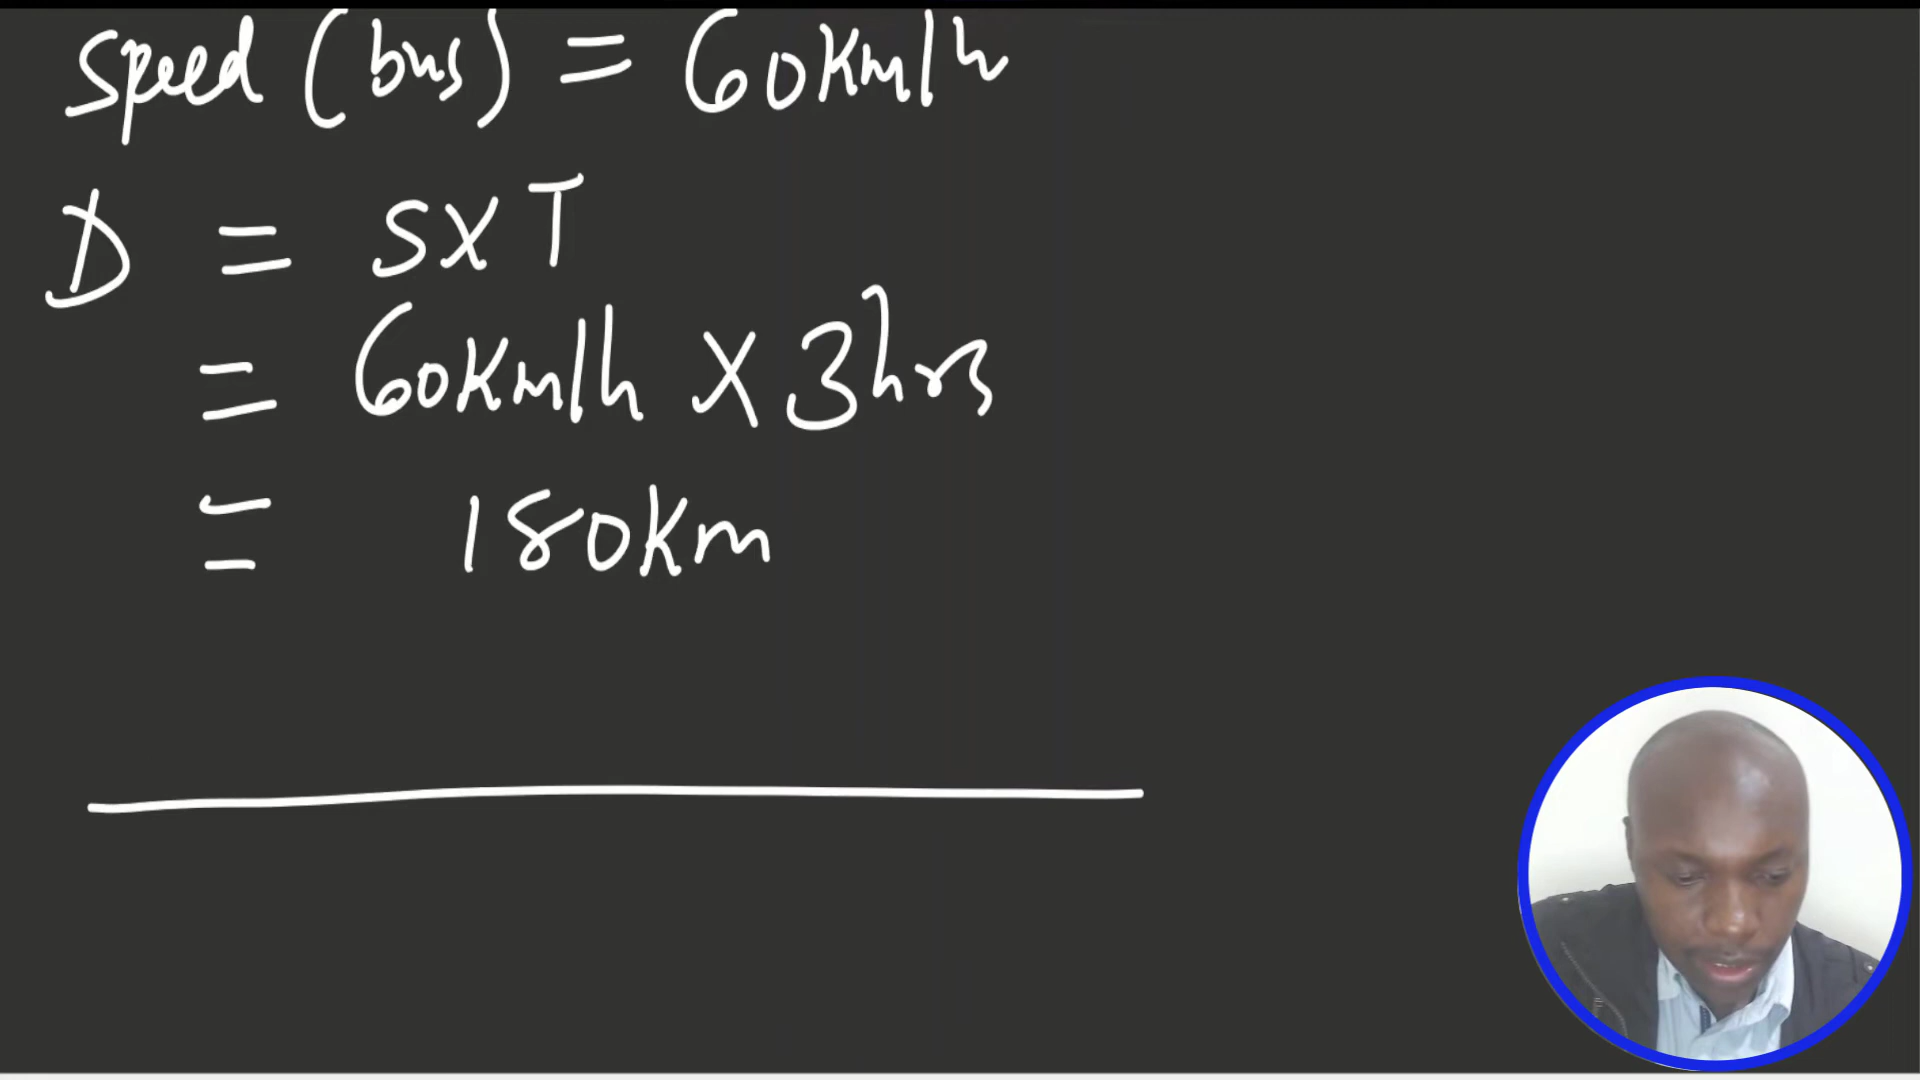 Speed (bus) = 60Km/h
D = S X T
= 60Km/h X 3hrs
= 180Km